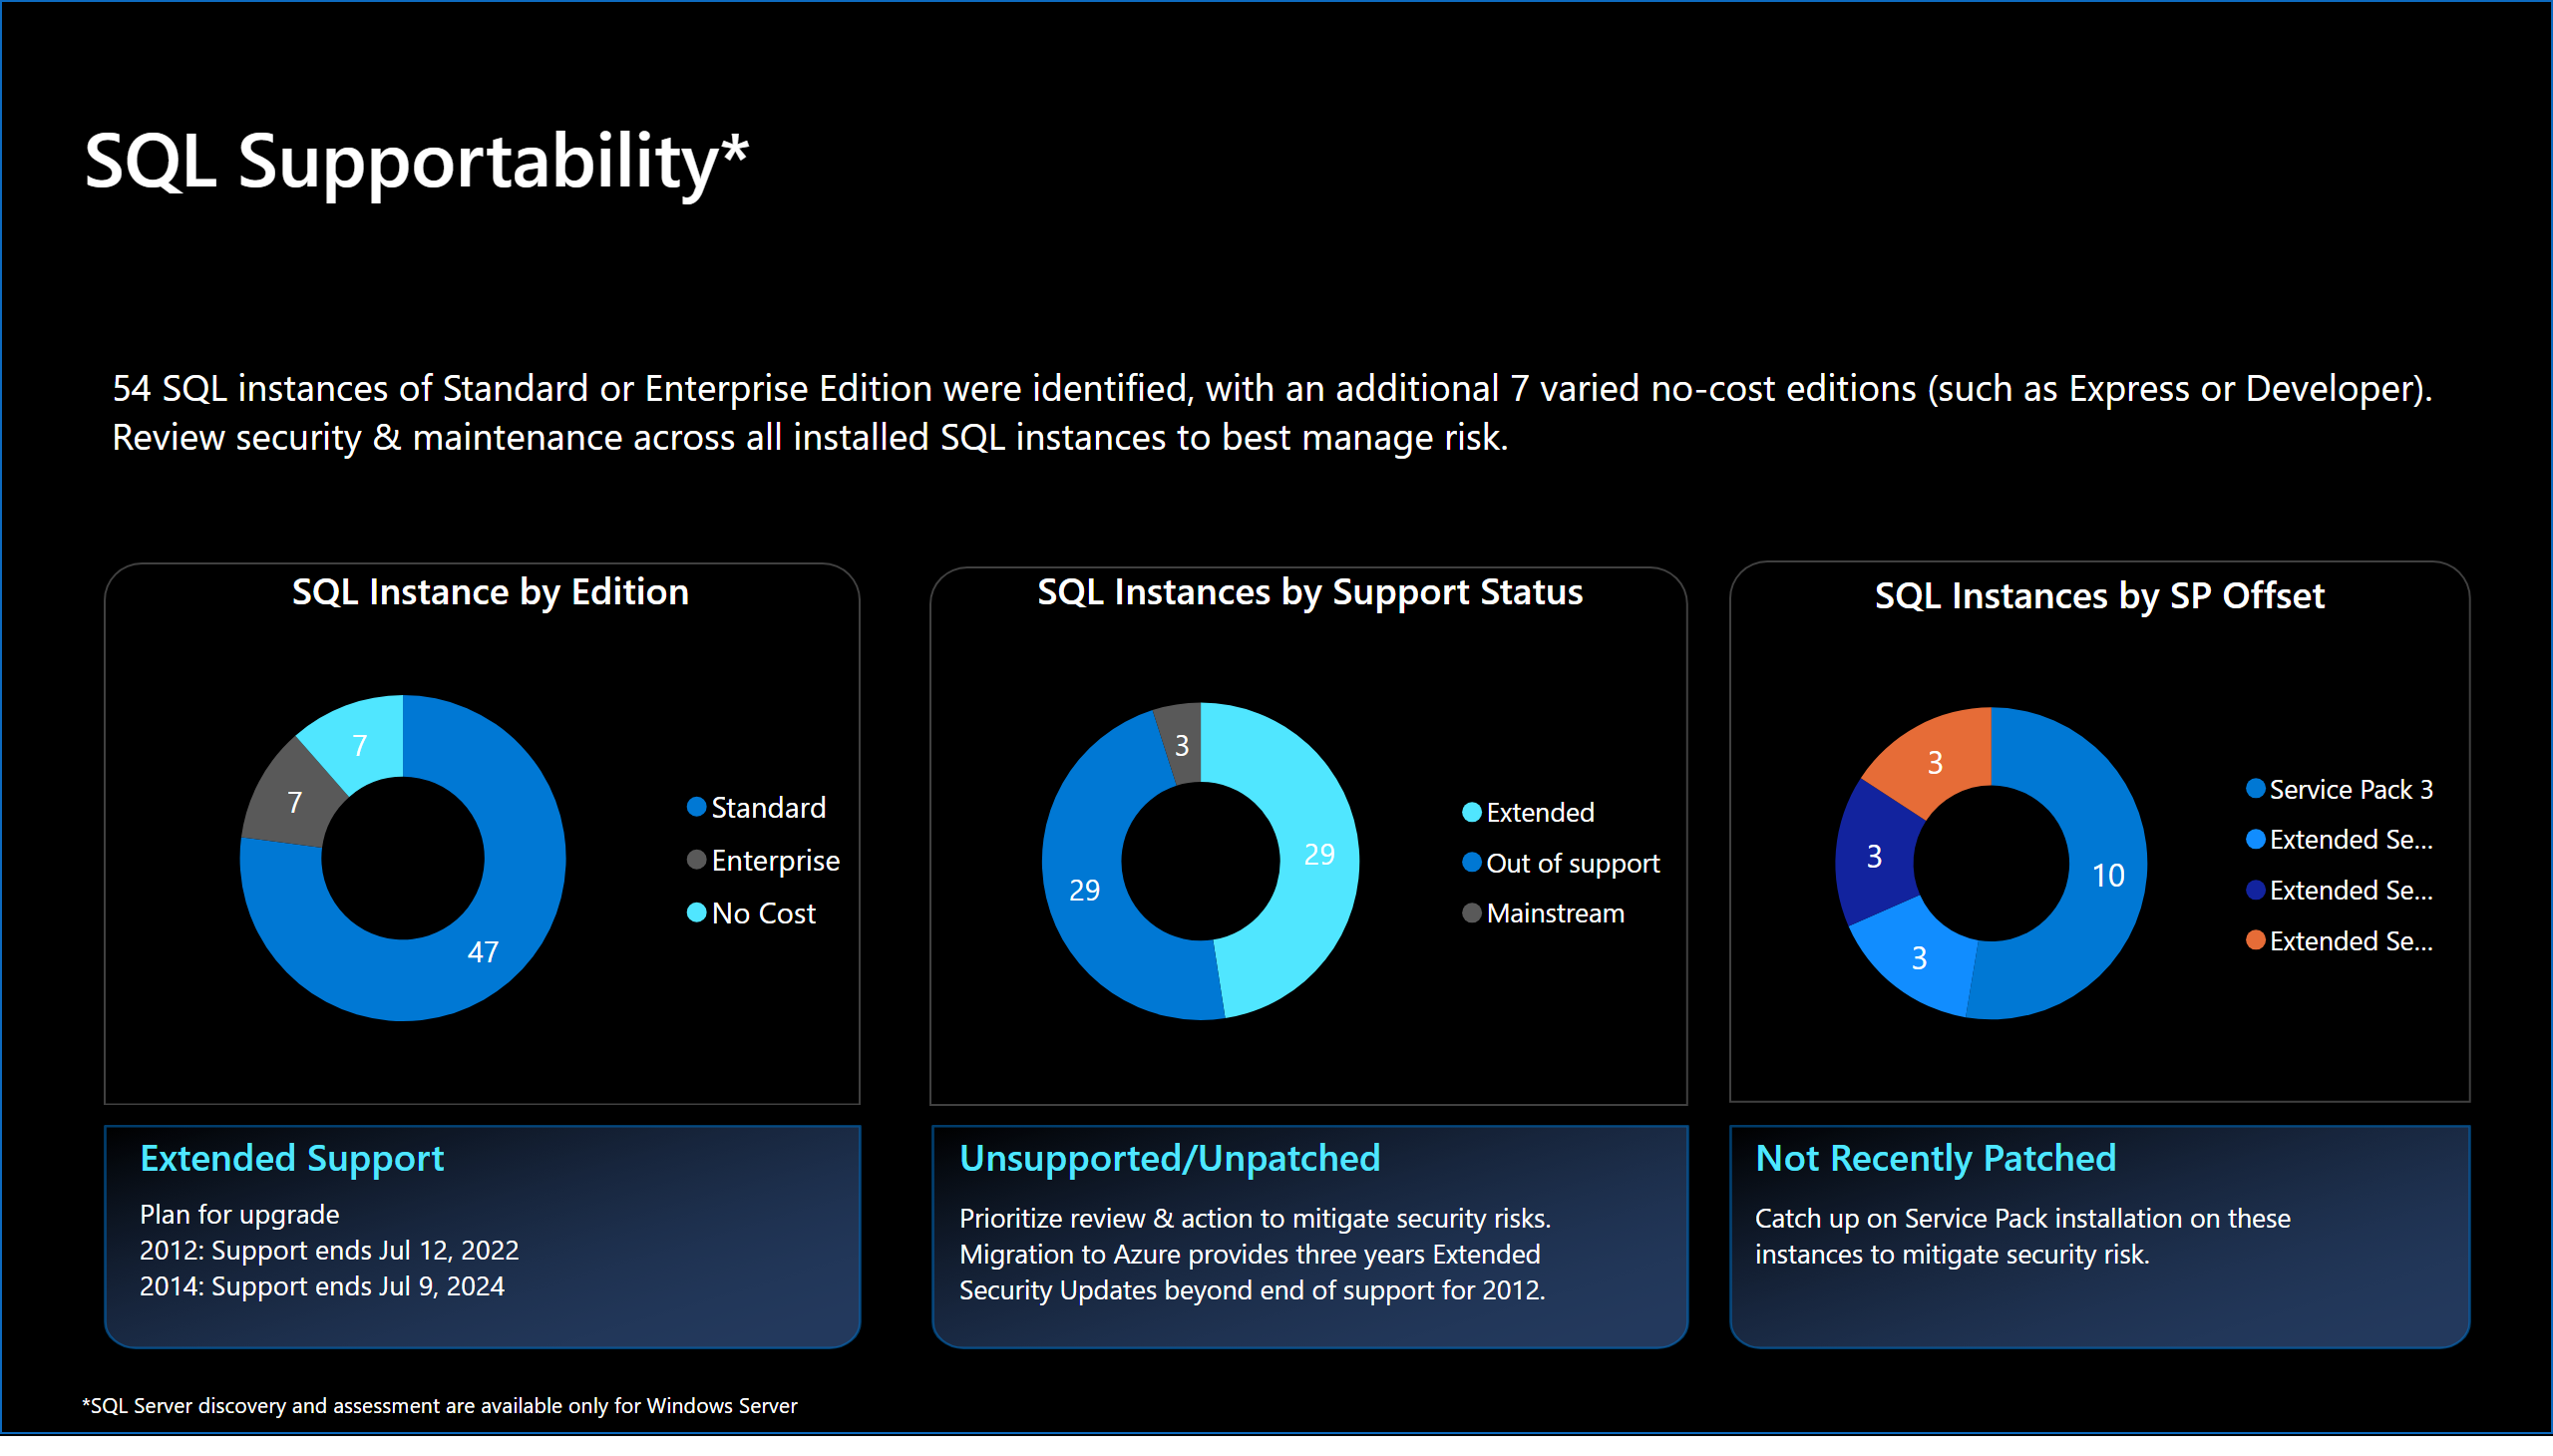 SQL Supportability*
54 SQL instances of Standard or Enterprise Edition were identified, with an additional 7 varied no-cost editions (such as Express or Developer).
Review security & maintenance across all installed SQL instances to best manage risk.
SQL Instance by Edition
7
7
47
Standard
Enterprise
No Cost
SQL Instances by Support Status
3
29
29
Extended
Out of support
Mainstream
SQL Instances by SP Offset
3
3
10
3
Service Pack 3
Extended Se...
Extended Se...
Extended Se...
Extended Support
Plan for upgrade
2012: Support ends Jul 12, 2022
2014: Support ends Jul 9, 2024
Unsupported/Unpatched
Prioritize review & action to mitigate security risks.
Migration to Azure provides three years Extended
Security Updates beyond end of support for 2012.
Not Recently Patched
Catch up on Service Pack installation on these
instances to mitigate security risk.
*SQL Server discovery and assessment are available only for Windows Server